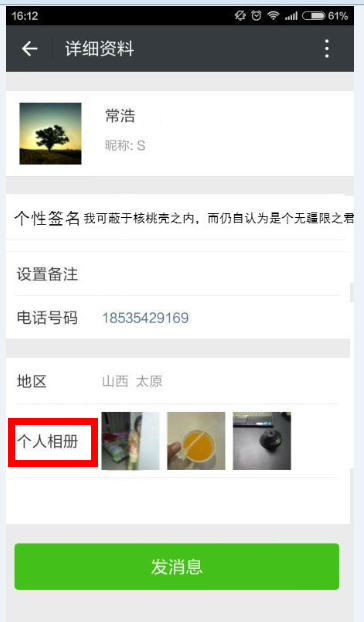 16:12 61%
详细资料
常浩
昵称: S
个性签名 我可蔽于核桃壳之内，而仍自认为是个无疆限之君
设置备注
电话号码 18535429169
地区 山西 太原
个人相册
发消息